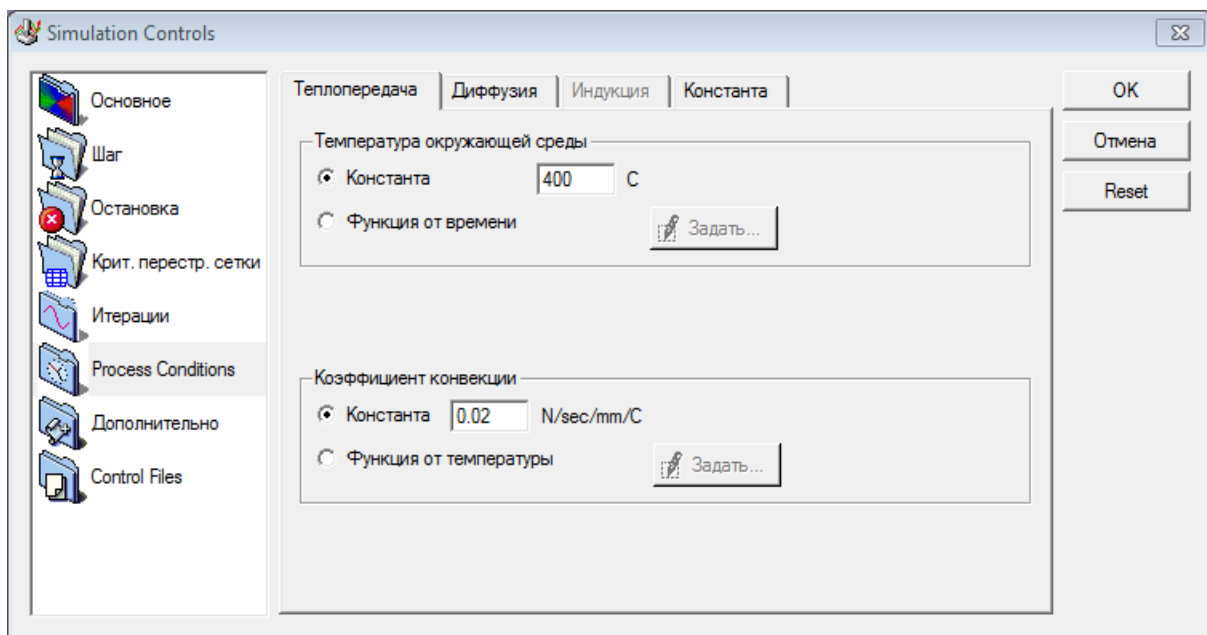 Simulation Controls
Основное
Шаг
Остановка
Крит. перестр. сетки
Итерации
Process Conditions
Дополнительно
Control Files
Теплопередача Диффузия Индукция Константа
Температура окружающей среды
Константа 400 C
Функция от времени Задать...
Коэффициент конвекции
Константа 0.02 N/sec/mm/C
Функция от температуры Задать...
OK
Отмена
Reset